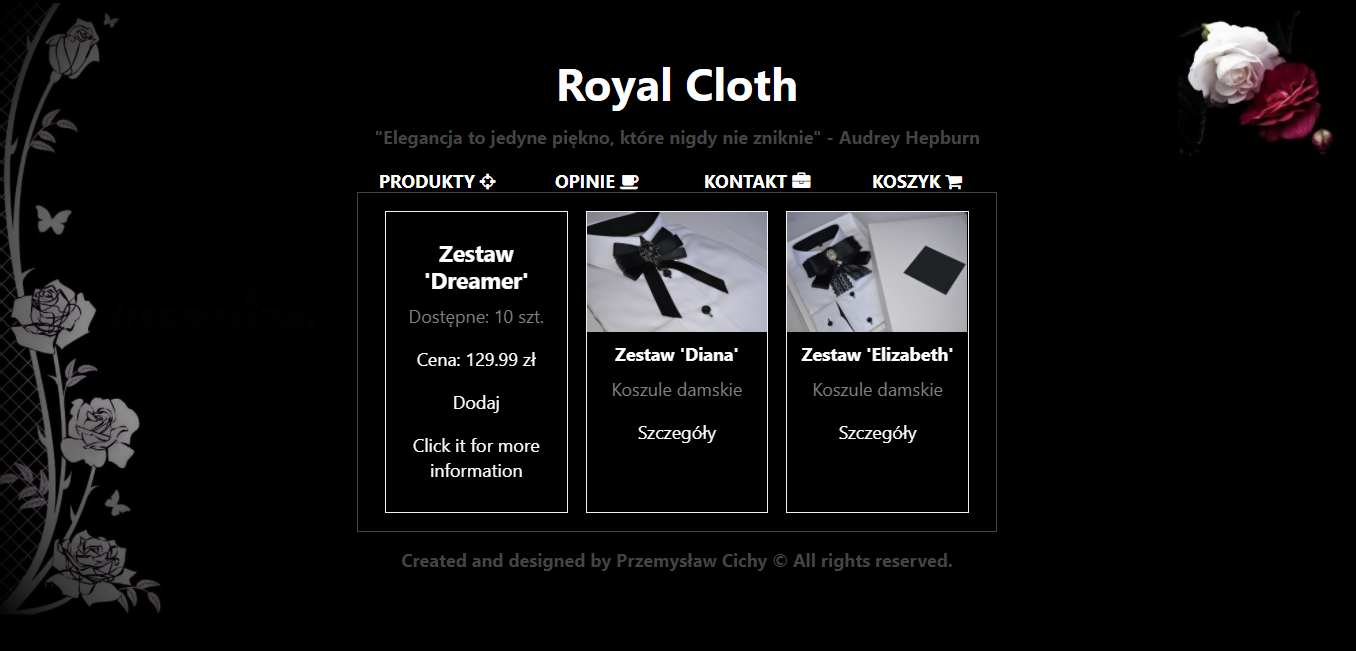 Royal Cloth
"Elegancja to jedyne piękno, które nigdy nie zniknie" - Audrey Hepburn
PRODUKTY OPINIE KONTAKT KOSZYK
Zestaw
'Dreamer'
Dostępne: 10 szt.
Cena: 129.99 zł
Dodaj
Click it for more
information
Zestaw 'Diana'
Koszule damskie
Szczegóły
Zestaw 'Elizabeth'
Koszule damskie
Szczegóły
Created and designed by Przemysław Cichy © All rights reserved.